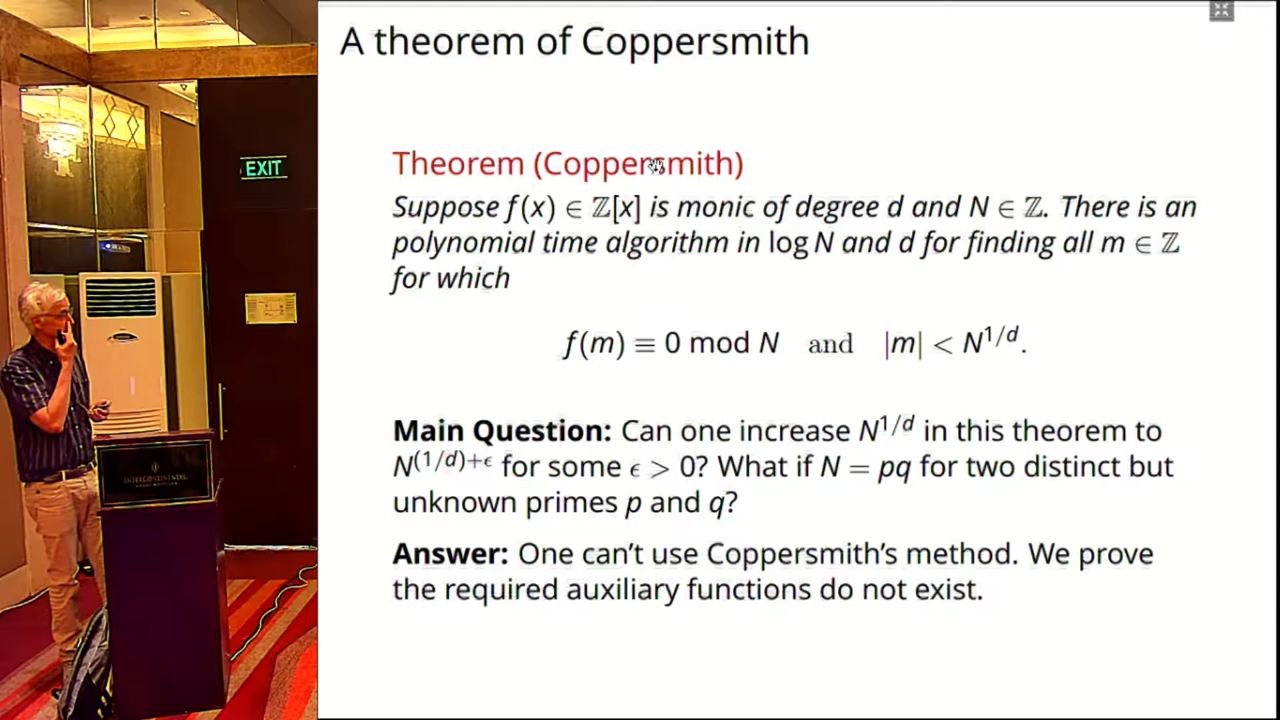 A theorem of Coppersmith
Theorem (Coppersmith)
Suppose f(x) ∈ ℤ[x] is monic of degree d and N ∈ ℤ. There is an
polynomial time algorithm in log N and d for finding all m ∈ ℤ
for which
f(m) ≡ 0 mod N and |m| < N^{1/d}.
Main Question: Can one increase N^{1/d} in this theorem to
N^{(1/d)+ϵ} for some ϵ > 0? What if N = pq for two distinct but
unknown primes p and q?
Answer: One can't use Coppersmith's method. We prove
the required auxiliary functions do not exist.
EXIT
INTERCONTINENTAL